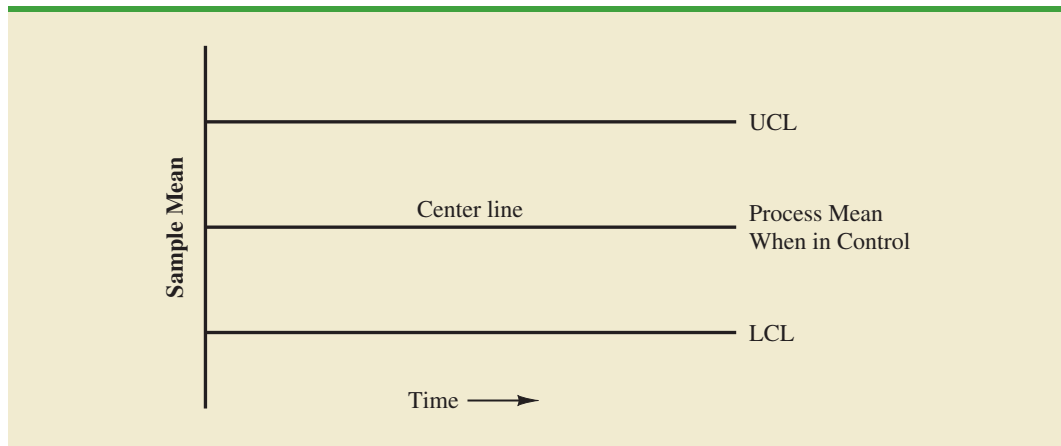 UCL
Center line
Process Mean
When in Control
Sample Mean
LCL
Time